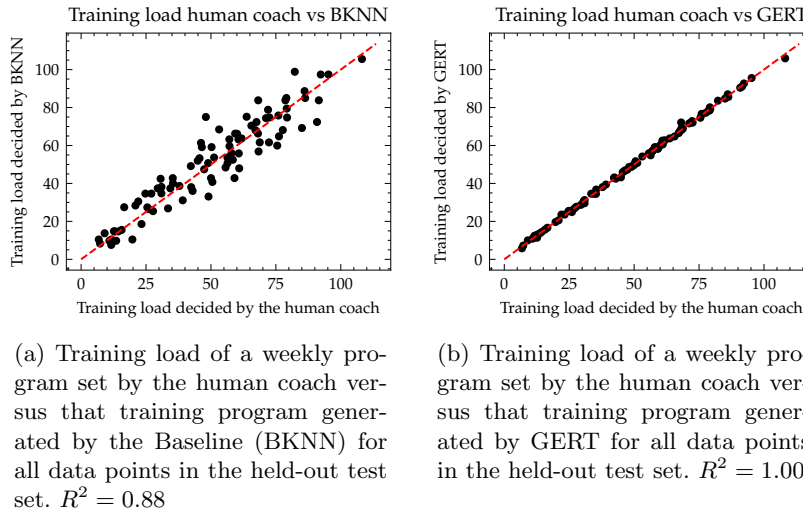 Training load human coach vs BKNN
Training load decided by BKNN
100
80
60
40
20
0
0 25 50 75 100
Training load decided by the human coach
(a) Training load of a weekly pro-
gram set by the human coach ver-
sus that training program gener-
ated by the Baseline (BKNN) for
all data points in the held-out test
set. R² = 0.88
Training load human coach vs GERT
Training load decided by GERT
100
80
60
40
20
0
0 25 50 75 100
Training load decided by the human coach
(b) Training load of a weekly pro-
gram set by the human coach ver-
sus that training program gener-
ated by GERT for all data points
in the held-out test set. R² = 1.00